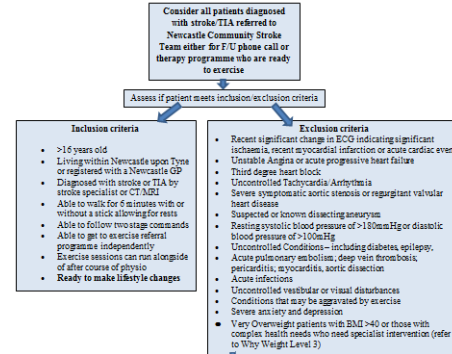 Consider all patients diagnosed
with stroke/TIA referred to
Newcastle Community Stroke
Team either for F/U phone call or
therapy programme who are ready
to exercise
Assess if patient meets inclusion/exclusion criteria
Inclusion criteria
• >16 years old
• Living within Newcastle upon Tyne
or registered with a Newcastle GP
• Diagnosed with stroke or TIA by
stroke specialist or CT/MRI
• Able to walk for 6 minutes with or
without a stick allowing for rests
• Able to follow two stage commands
• Able to get to exercise referral
programme independently
• Exercise sessions can run alongside
of after course of physio
• Ready to make lifestyle changes
Exclusion criteria
• Recent significant change in ECG indicating significant
ischaemia, recent myocardial infarction or acute cardiac even
• Unstable Angina or acute progressive heart failure
• Third degree heart block
• Uncontrolled Tachycardia/Arrhythmia
• Severe symptomatic aortic stenosis or regurgitant valvular
heart disease
• Suspected or known dissecting aneurysm
• Resting systolic blood pressure of >180mmHg or diastolic
blood pressure of >100mmHg
• Uncontrolled Conditions – including diabetes, epilepsy,
• Acute pulmonary embolism; deep vein thrombosis;
pericarditis; myocarditis, aortic dissection
• Acute infections
• Uncontrolled vestibular or visual disturbances
• Conditions that may be aggravated by exercise
• Severe anxiety and depression
• Very Overweight patients with BMI >40 or those with
complex health needs who need specialist intervention (refer
to Why Weight Level 3)